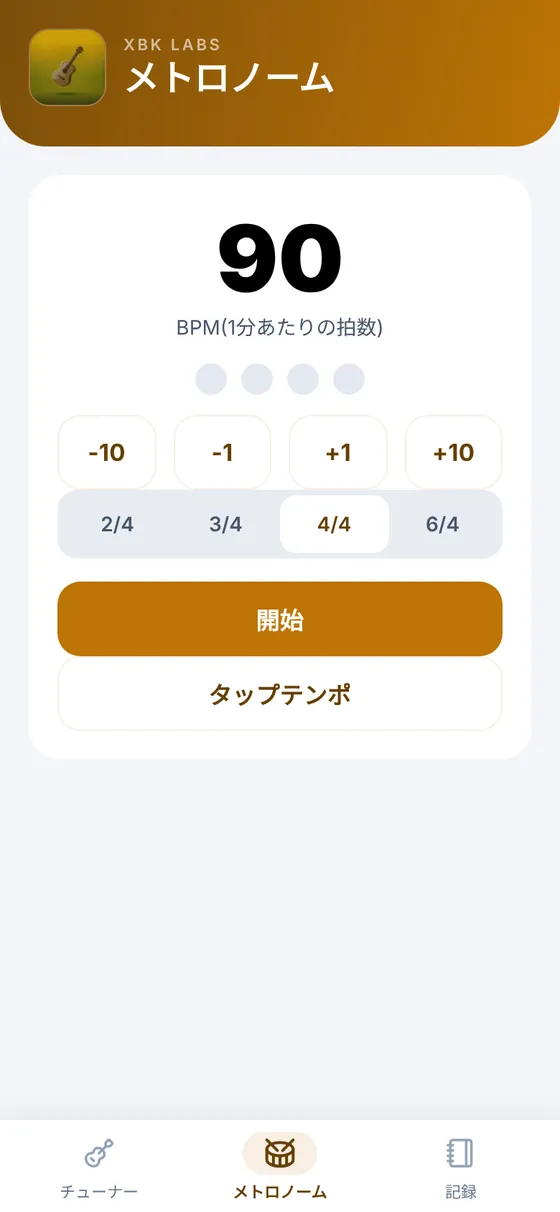 XBK LABS
メトロノーム
90
BPM(1分あたりの拍数)
-10 -1 +1 +10
2/4 3/4 4/4 6/4
開始
タップテンポ
チューナー メトロノーム 記録